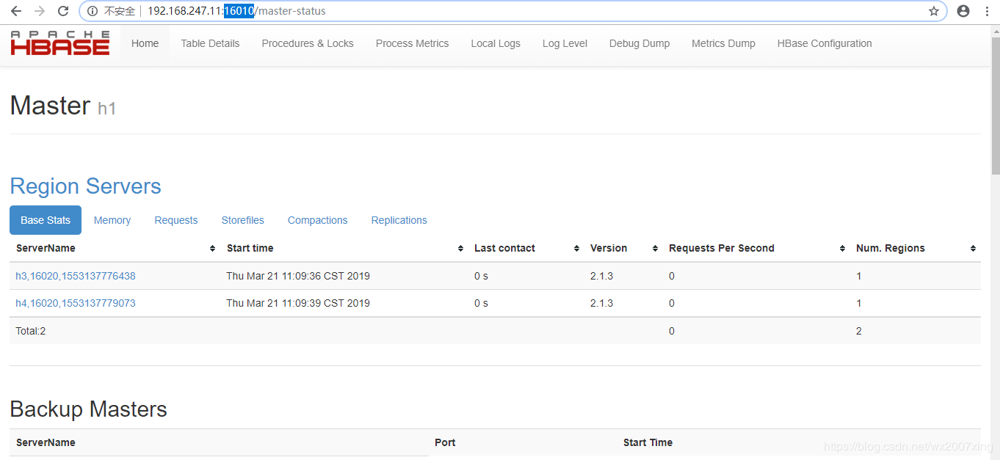 不安全 192.168.247.11:16010/master-status
APACHE
HBASE Home Table Details Procedures & Locks Process Metrics Local Logs Log Level Debug Dump Metrics Dump HBase Configuration
Master h1
Region Servers
Base Stats Memory Requests Storefiles Compactions Replications
ServerName Start time Last contact Version Requests Per Second Num. Regions
h3,16020,1553137776438 Thu Mar 21 11:09:36 CST 2019 0 s 2.1.3 0 1
h4,16020,1553137779073 Thu Mar 21 11:09:39 CST 2019 0 s 2.1.3 0 1
Total:2 0 2
Backup Masters
ServerName Port Start Time
https://blog.csdn.net/wx2007xing